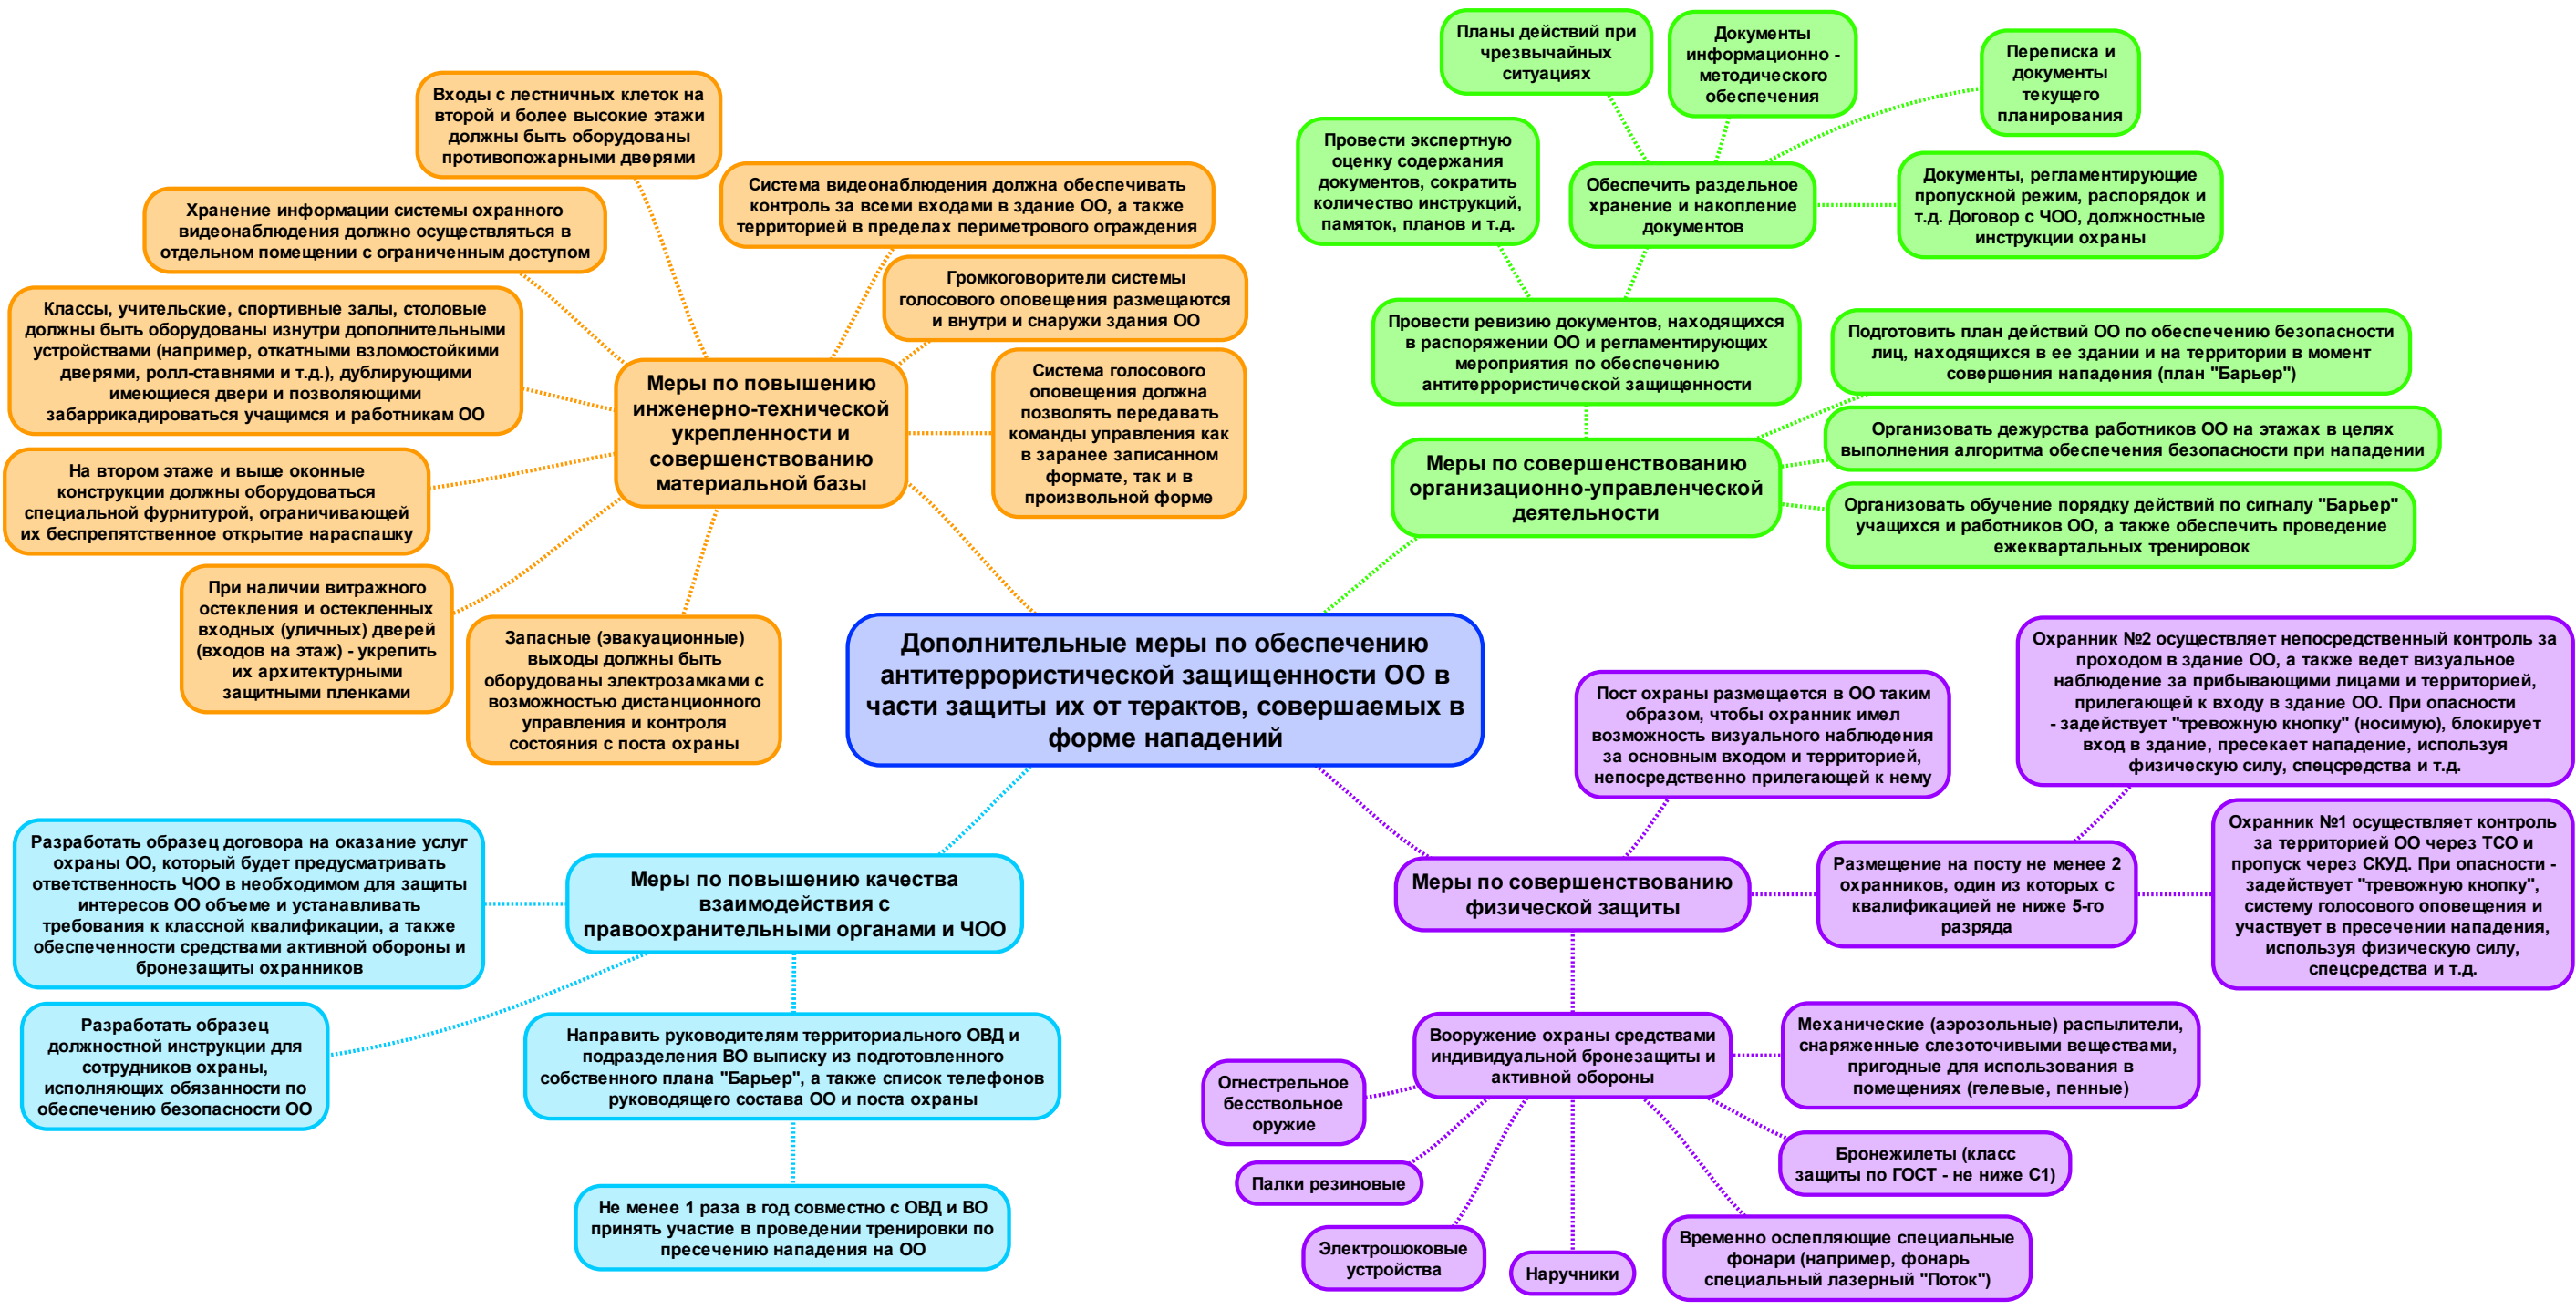 Дополнительные меры по обеспечению
антитеррористической защищенности ОО в
части защиты их от терактов, совершаемых в
форме нападений
Меры по повышению
инженерно-технической
укрепленности и
совершенствованию
материальной базы
Входы с лестничных клеток на
второй и более высокие этажи
должны быть оборудованы
противопожарными дверями
Система видеонаблюдения должна обеспечивать
контроль за всеми входами в здание ОО, а также
территорией в пределах периметрового ограждения
Хранение информации системы охранного
видеонаблюдения должно осуществляться в
отдельном помещении с ограниченным доступом
Громкоговорители системы
голосового оповещения размещаются
и внутри и снаружи здания ОО
Классы, учительские, спортивные залы, столовые
должны быть оборудованы изнутри дополнительными
устройствами (например, откатными взломостойкими
дверями, ролл-ставнями и т.д.), дублирующими
имеющиеся двери и позволяющими
забаррикадироваться учащимся и работникам ОО
Система голосового
оповещения должна
позволять передавать
команды управления как
в заранее записанном
формате, так и в
произвольной форме
На втором этаже и выше оконные
конструкции должны оборудоваться
специальной фурнитурой, ограничивающей
их беспрепятственное открытие нараспашку
При наличии витражного
остекления и остекленных
входных (уличных) дверей
(входов на этаж) - укрепить
их архитектурными
защитными пленками
Запасные (эвакуационные)
выходы должны быть
оборудованы электрозамками с
возможностью дистанционного
управления и контроля
состояния с поста охраны
Меры по совершенствованию
организационно-управленческой
деятельности
Провести ревизию документов, находящихся
в распоряжении ОО и регламентирующих
мероприятия по обеспечению
антитеррористической защищенности
Провести экспертную
оценку содержания
документов, сократить
количество инструкций,
памяток, планов и т.д.
Обеспечить раздельное
хранение и накопление
документов
Планы действий при
чрезвычайных
ситуациях
Документы
информационно -
методического
обеспечения
Переписка и
документы
текущего
планирования
Документы, регламентирующие
пропускной режим, распорядок и
т.д. Договор с ЧОО, должностные
инструкции охраны
Подготовить план действий ОО по обеспечению безопасности
лиц, находящихся в ее здании и на территории в момент
совершения нападения (план "Барьер")
Организовать дежурства работников ОО на этажах в целях
выполнения алгоритма обеспечения безопасности при нападении
Организовать обучение порядку действий по сигналу "Барьер"
учащихся и работников ОО, а также обеспечить проведение
ежеквартальных тренировок
Меры по повышению качества
взаимодействия с
правоохранительными органами и ЧОО
Разработать образец договора на оказание услуг
охраны ОО, который будет предусматривать
ответственность ЧОО в необходимом для защиты
интересов ОО объеме и устанавливать
требования к классной квалификации, а также
обеспеченности средствами активной обороны и
бронезащиты охранников
Разработать образец
должностной инструкции для
сотрудников охраны,
исполняющих обязанности по
обеспечению безопасности ОО
Направить руководителям территориального ОВД и
подразделения ВО выписку из подготовленного
собственного плана "Барьер", а также список телефонов
руководящего состава ОО и поста охраны
Не менее 1 раза в год совместно с ОВД и ВО
принять участие в проведении тренировки по
пресечению нападения на ОО
Меры по совершенствованию
физической защиты
Пост охраны размещается в ОО таким
образом, чтобы охранник имел
возможность визуального наблюдения
за основным входом и территорией,
непосредственно прилегающей к нему
Размещение на посту не менее 2
охранников, один из которых с
квалификацией не ниже 5-го
разряда
Охранник №2 осуществляет непосредственный контроль за
проходом в здание ОО, а также ведет визуальное
наблюдение за прибывающими лицами и территорией,
прилегающей к входу в здание ОО. При опасности
- задействует "тревожную кнопку" (носимую), блокирует
вход в здание, пресекает нападение, используя
физическую силу, спецсредства и т.д.
Охранник №1 осуществляет контроль
за территорией ОО через ТСО и
пропуск через СКУД. При опасности -
задействует "тревожную кнопку",
систему голосового оповещения и
участвует в пресечении нападения,
используя физическую силу,
спецсредства и т.д.
Вооружение охраны средствами
индивидуальной бронезащиты и
активной обороны
Механические (аэрозольные) распылители,
снаряженные слезоточивыми веществами,
пригодные для использования в
помещениях (гелевые, пенные)
Огнестрельное
бесствольное
оружие
Бронежилеты (класс
защиты по ГОСТ - не ниже С1)
Палки резиновые
Электрошоковые
устройства
Наручники
Временно ослепляющие специальные
фонари (например, фонарь
специальный лазерный "Поток")